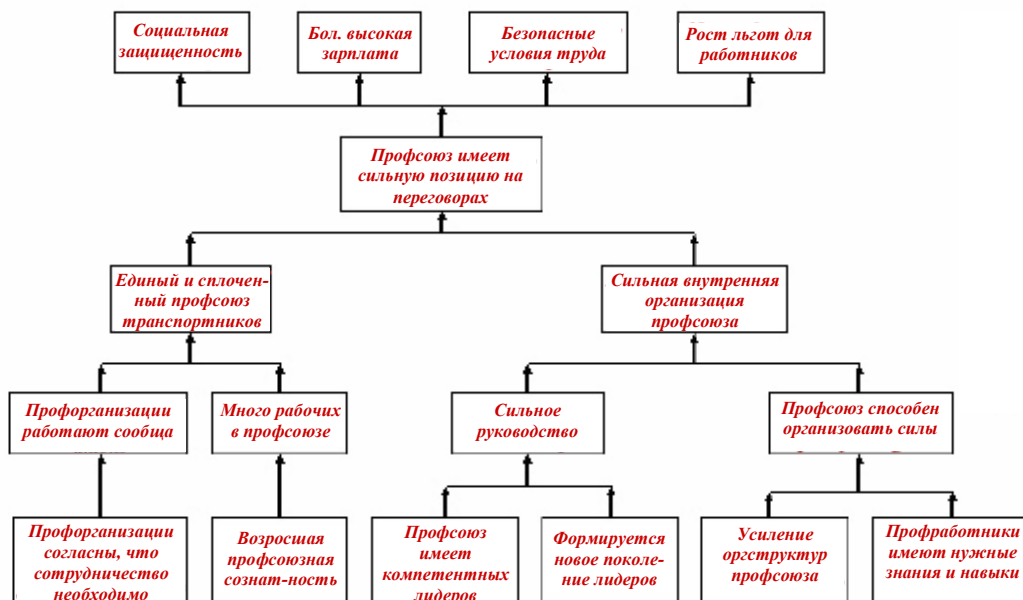 Социальная
защищенность
Бол. высокая
зарплата
Безопасные
условия труда
Рост льгот для
работников
Профсоюз имеет
сильную позицию на
переговорах
Единый и сплочен-
ный профсоюз
транспортников
Сильная внутренняя
организация
профсоюза
Профорганизации
работают сообща
Много рабочих
в профсоюзе
Сильное
руководство
Профсоюз способен
организовать силы
Профорганизации
согласны, что
сотрудничество
необходимо
Возросшая
профсоюзная
сознат-ность
Профсоюз
имеет
компетентных
лидеров
Формируется
новое поколе-
ние лидеров
Усиление
оргструктур
профсоюза
Профработники
имеют нужные
знания и навыки